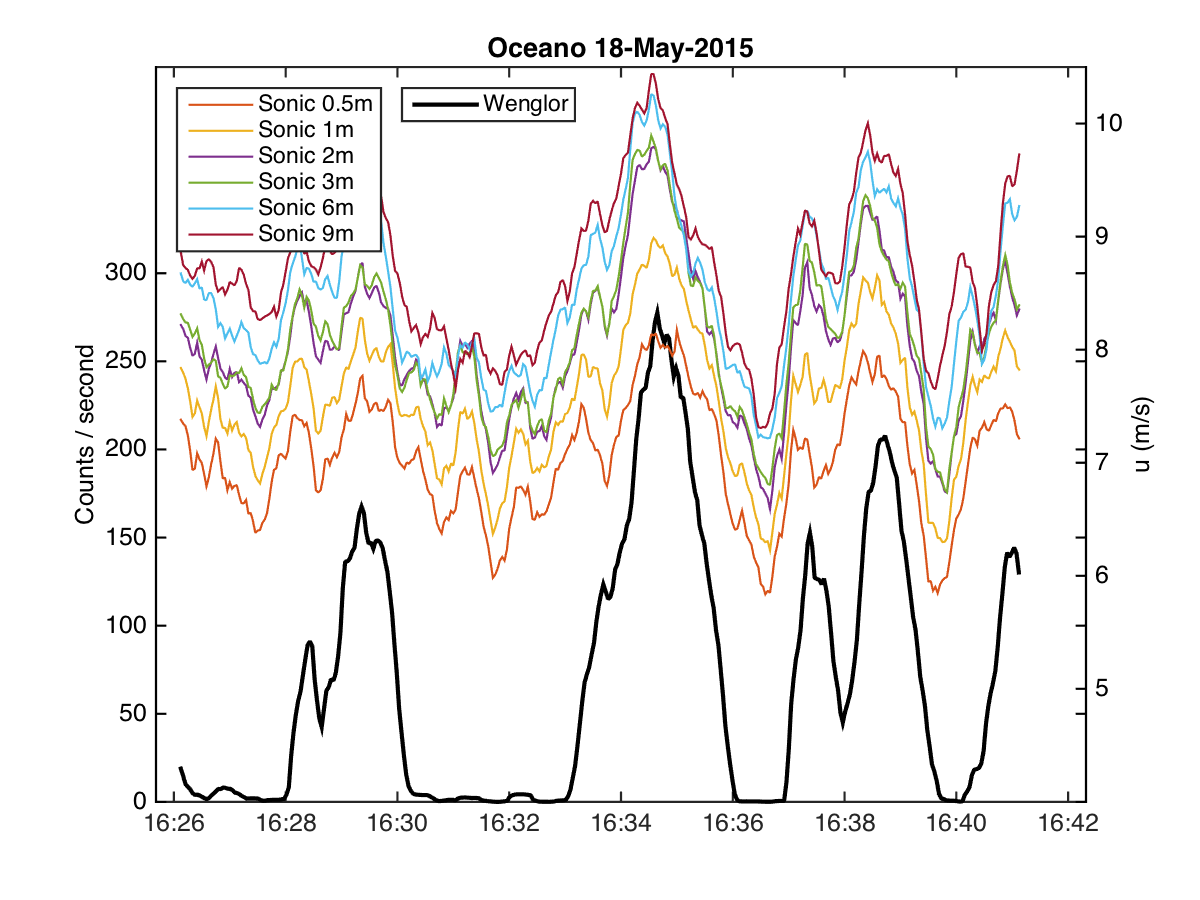 Oceano 18-May-2015
Sonic 0.5m
Sonic 1m
Sonic 2m
Sonic 3m
Sonic 6m
Sonic 9m
Wenglor
Counts / second
300
250
200
150
100
50
0
10
9
8
7
6
5
u (m/s)
16:26 16:28 16:30 16:32 16:34 16:36 16:38 16:40 16:42